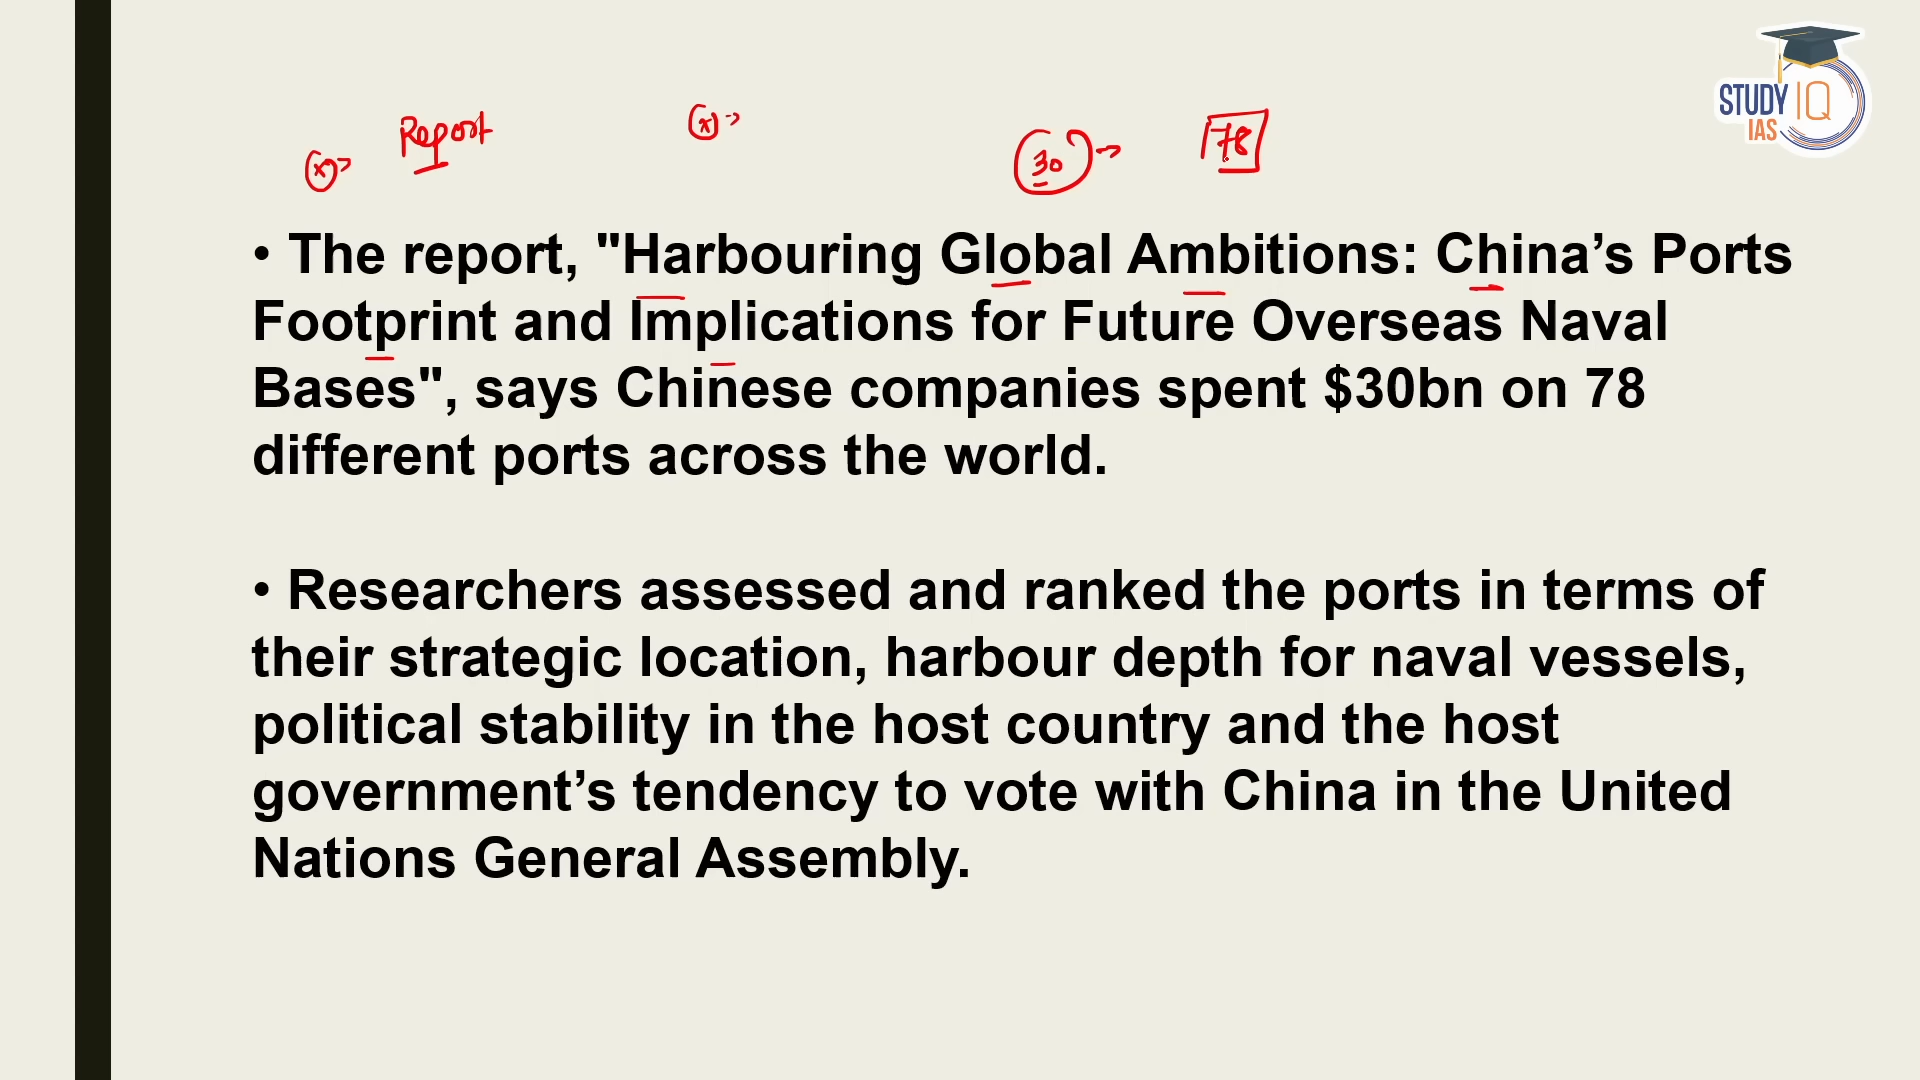 STUDY IQ
IAS
Report
(x)
(x)
30
78
• The report, "Harbouring Global Ambitions: China’s Ports
Footprint and Implications for Future Overseas Naval
Bases", says Chinese companies spent $30bn on 78
different ports across the world.
• Researchers assessed and ranked the ports in terms of
their strategic location, harbour depth for naval vessels,
political stability in the host country and the host
government’s tendency to vote with China in the United
Nations General Assembly.